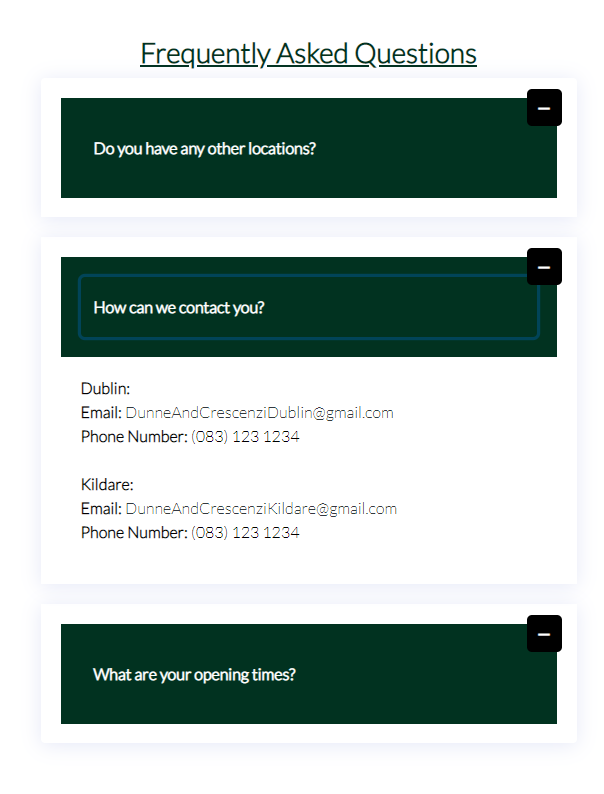 Frequently Asked Questions
Do you have any other locations?
How can we contact you?
Dublin:
Email: DunneAndCrescenziDublin@gmail.com
Phone Number: (083) 123 1234
Kildare:
Email: DunneAndCrescenziKildare@gmail.com
Phone Number: (083) 123 1234
What are your opening times?